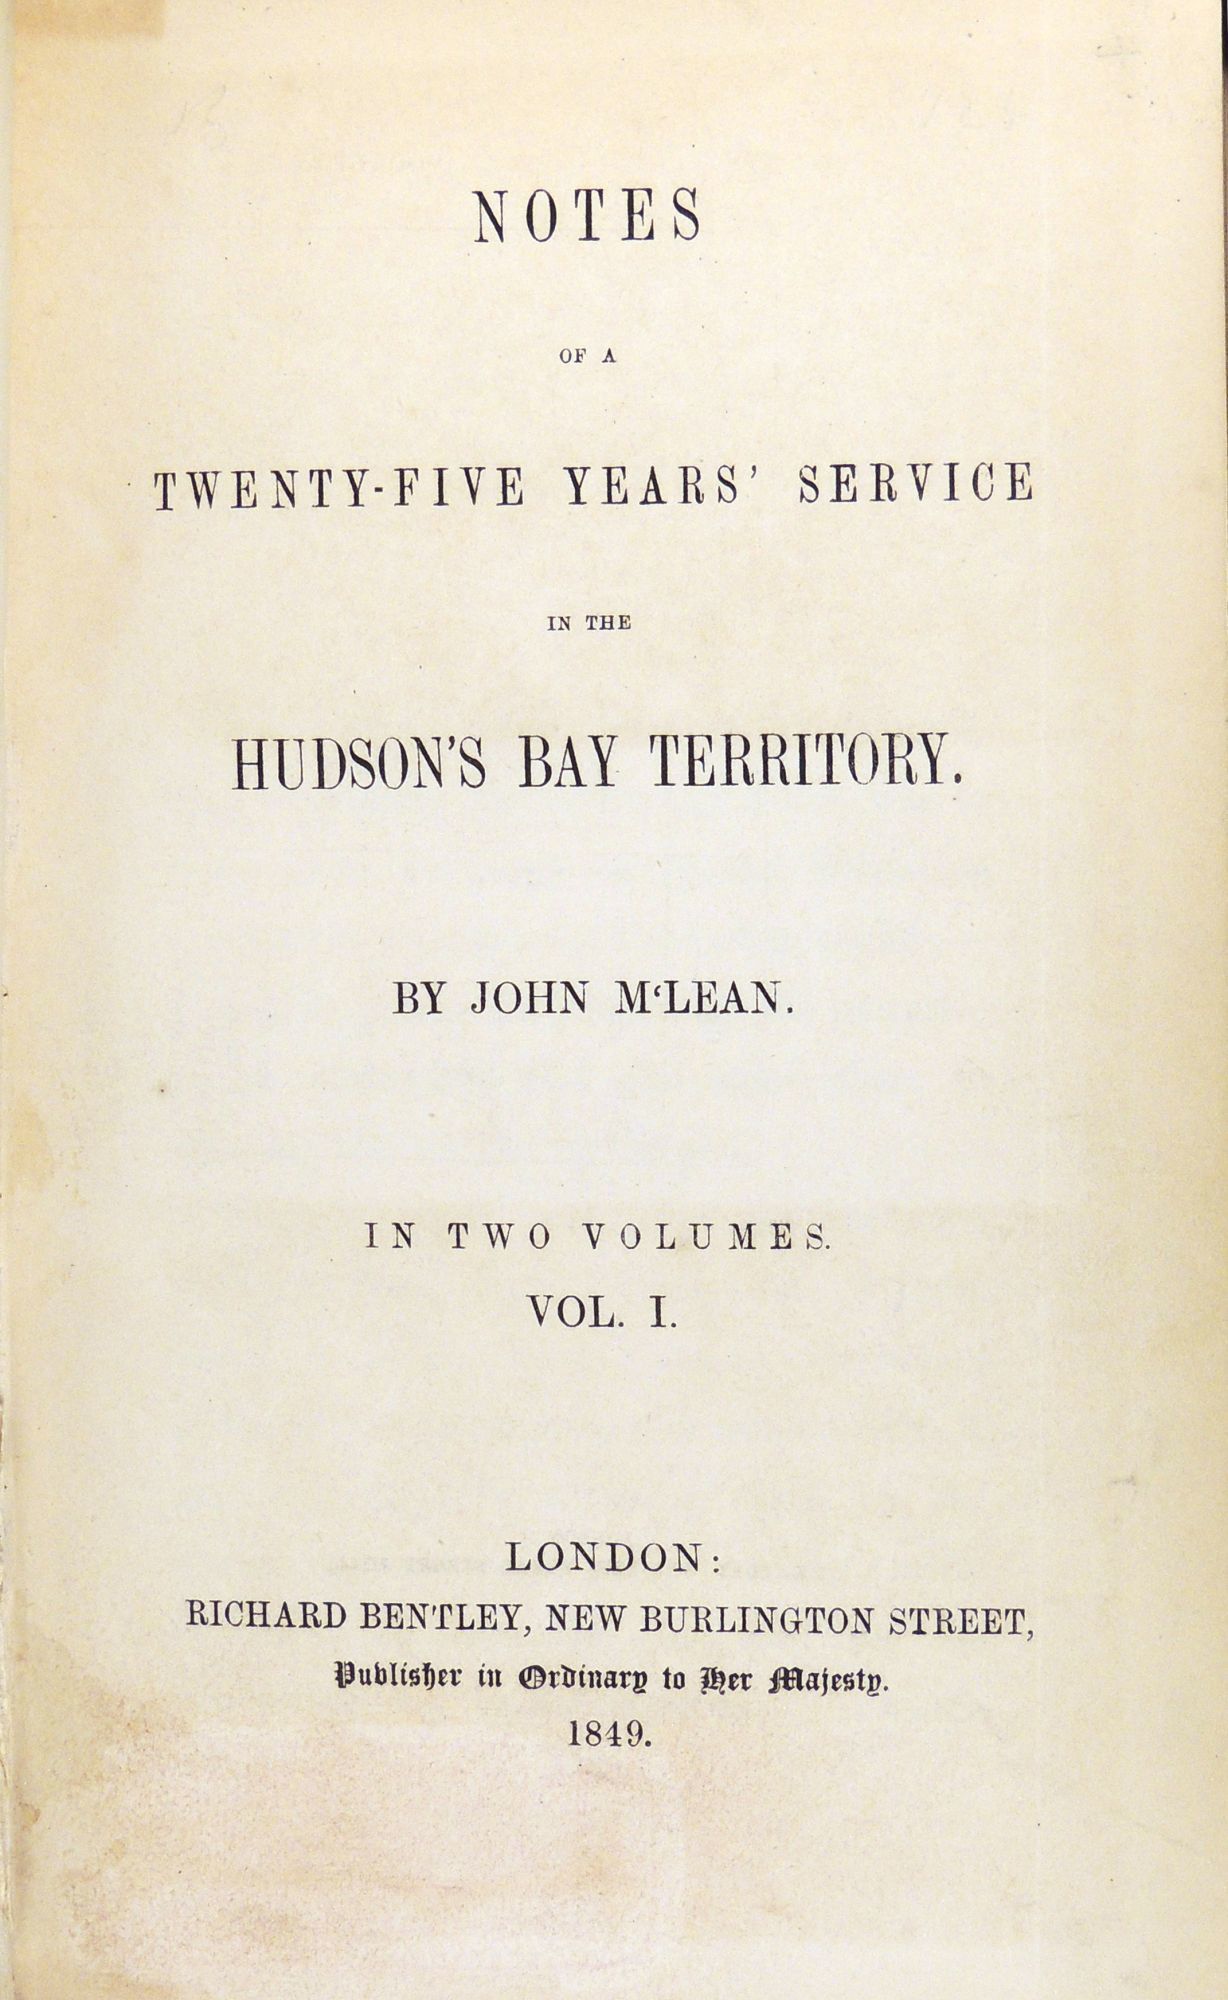 NOTES
OF A
TWENTY-FIVE YEARS' SERVICE
IN THE
HUDSON'S BAY TERRITORY.
BY JOHN M‘LEAN.
IN TWO VOLUMES.
VOL. I.
LONDON:
RICHARD BENTLEY, NEW BURLINGTON STREET,
Publisher in Ordinary to Her Majesty.
1849.